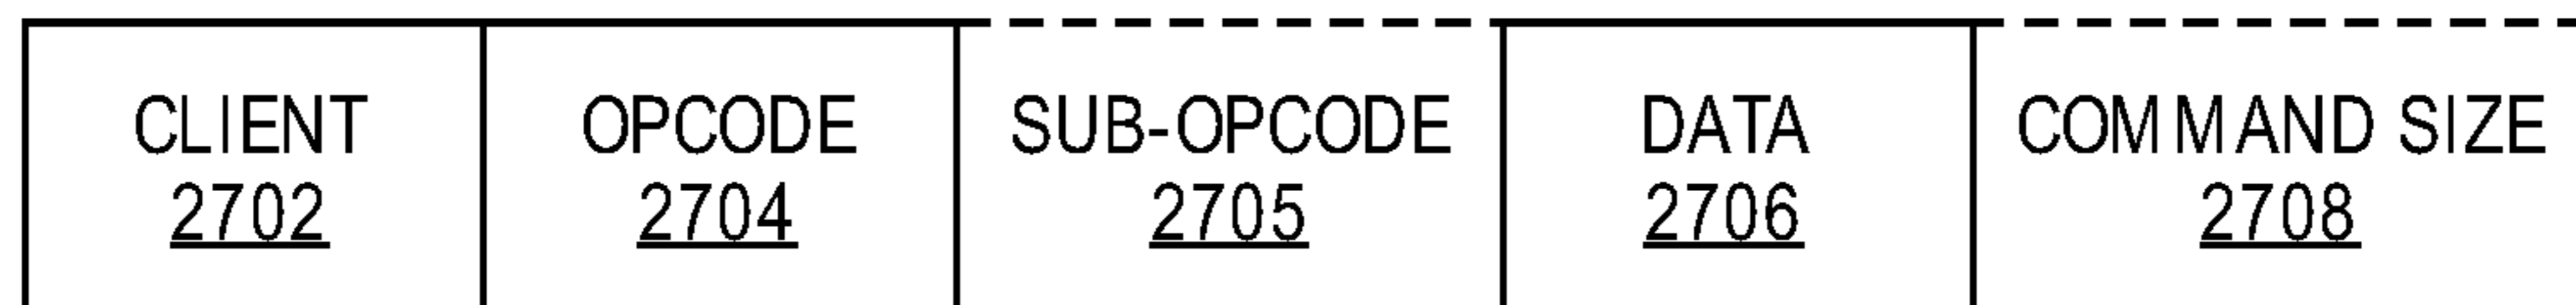 CLIENT OPCODE SUB-OPCODE DATA COMMAND SIZE
2702 2704 2705 2706 2708